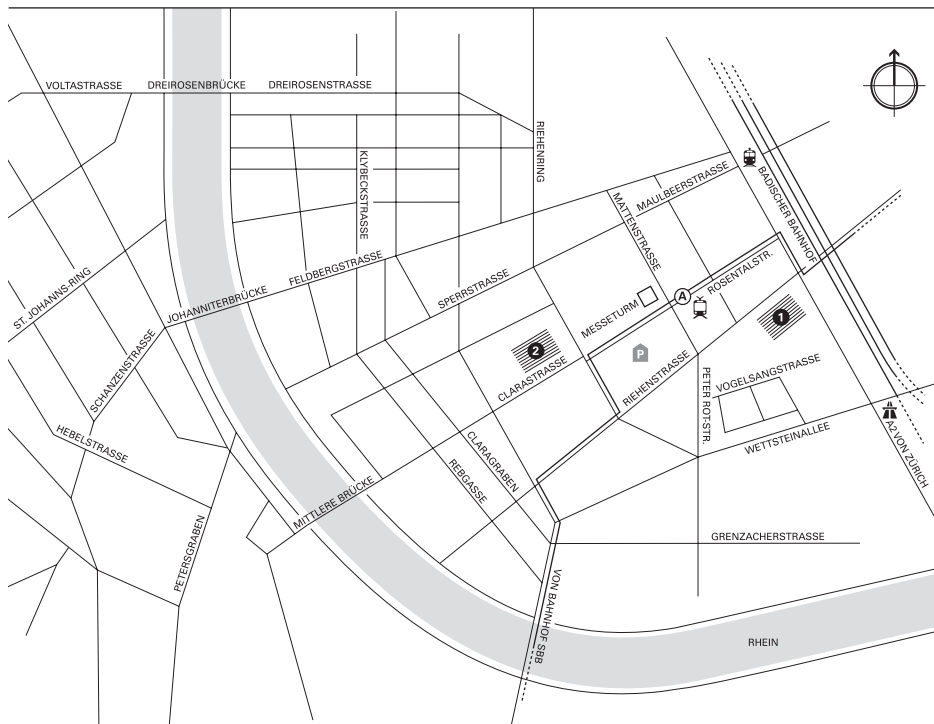 VOLTASTRASSE
DREIROSENBRÜCKE
DREIROSENSTRASSE
RIEHENRING
KLYBECKSTRASSE
MAULBEERSTRASSE
BADISCHER BAHNHOF
MATTENSTRASSE
ST. JOHANNS-RING
FELDBERGSTRASSE
JOHANNITERBRÜCKE
SPERRSTRASSE
ROSENTALSTR.
A
MESSETURM
1
2
P
SCHANZENSTRASSE
CLARASTRASSE
RIEHENSTRASSE
PETER ROT-STR.
VOGELSANGSTRASSE
HEBELSTRASSE
WETTSTEINALLEE
A2 VON ZÜRICH
CLARAGRABEN
REBGASSE
MITTLERE BRÜCKE
PETERSGRABEN
GRENZACHERSTRASSE
VON BAHNHOF SBB
RHEIN